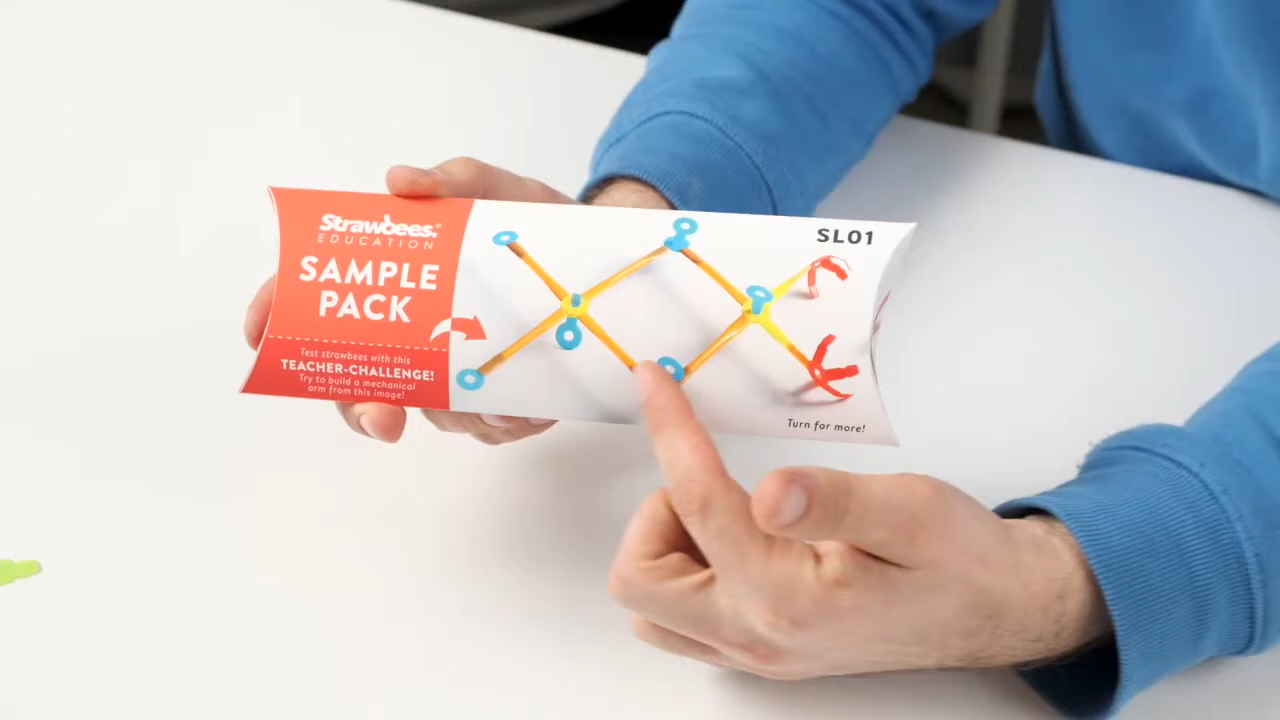 Strawbees®
EDUCATION
SAMPLE
PACK
Test strawbees with this
TEACHER-CHALLENGE!
Try to build a mechanical
arm from this image!
SL01
Turn for more!